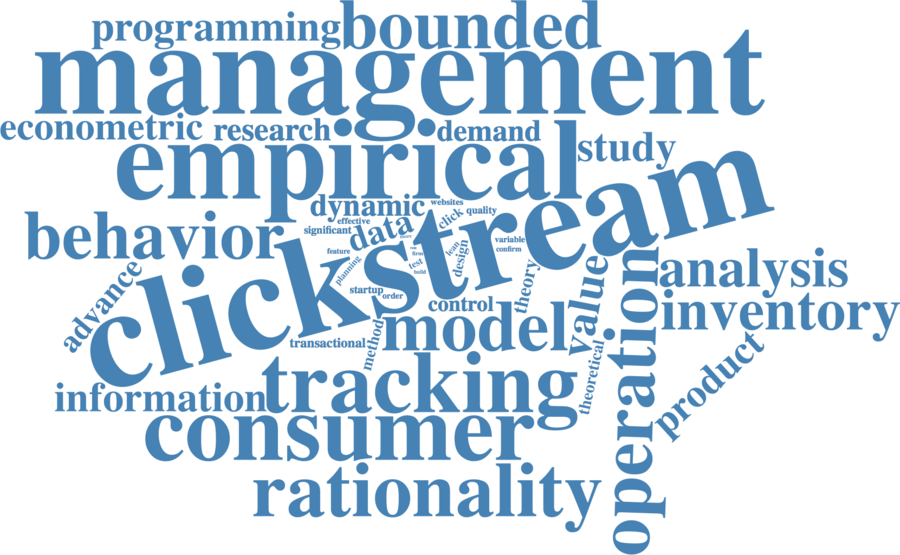 programming
bounded
management
econometric
research
demand
empirical
study
dynamic
websites
click
quality
effective
significant
data
behavior
clickstream
feature
variable
confirm
lean
design
planning
test
build
firm
startup
order
advance
theory
value
analysis
control
operation
inventory
model
method
transactional
theoretical
product
tracking
information
consumer
rationality